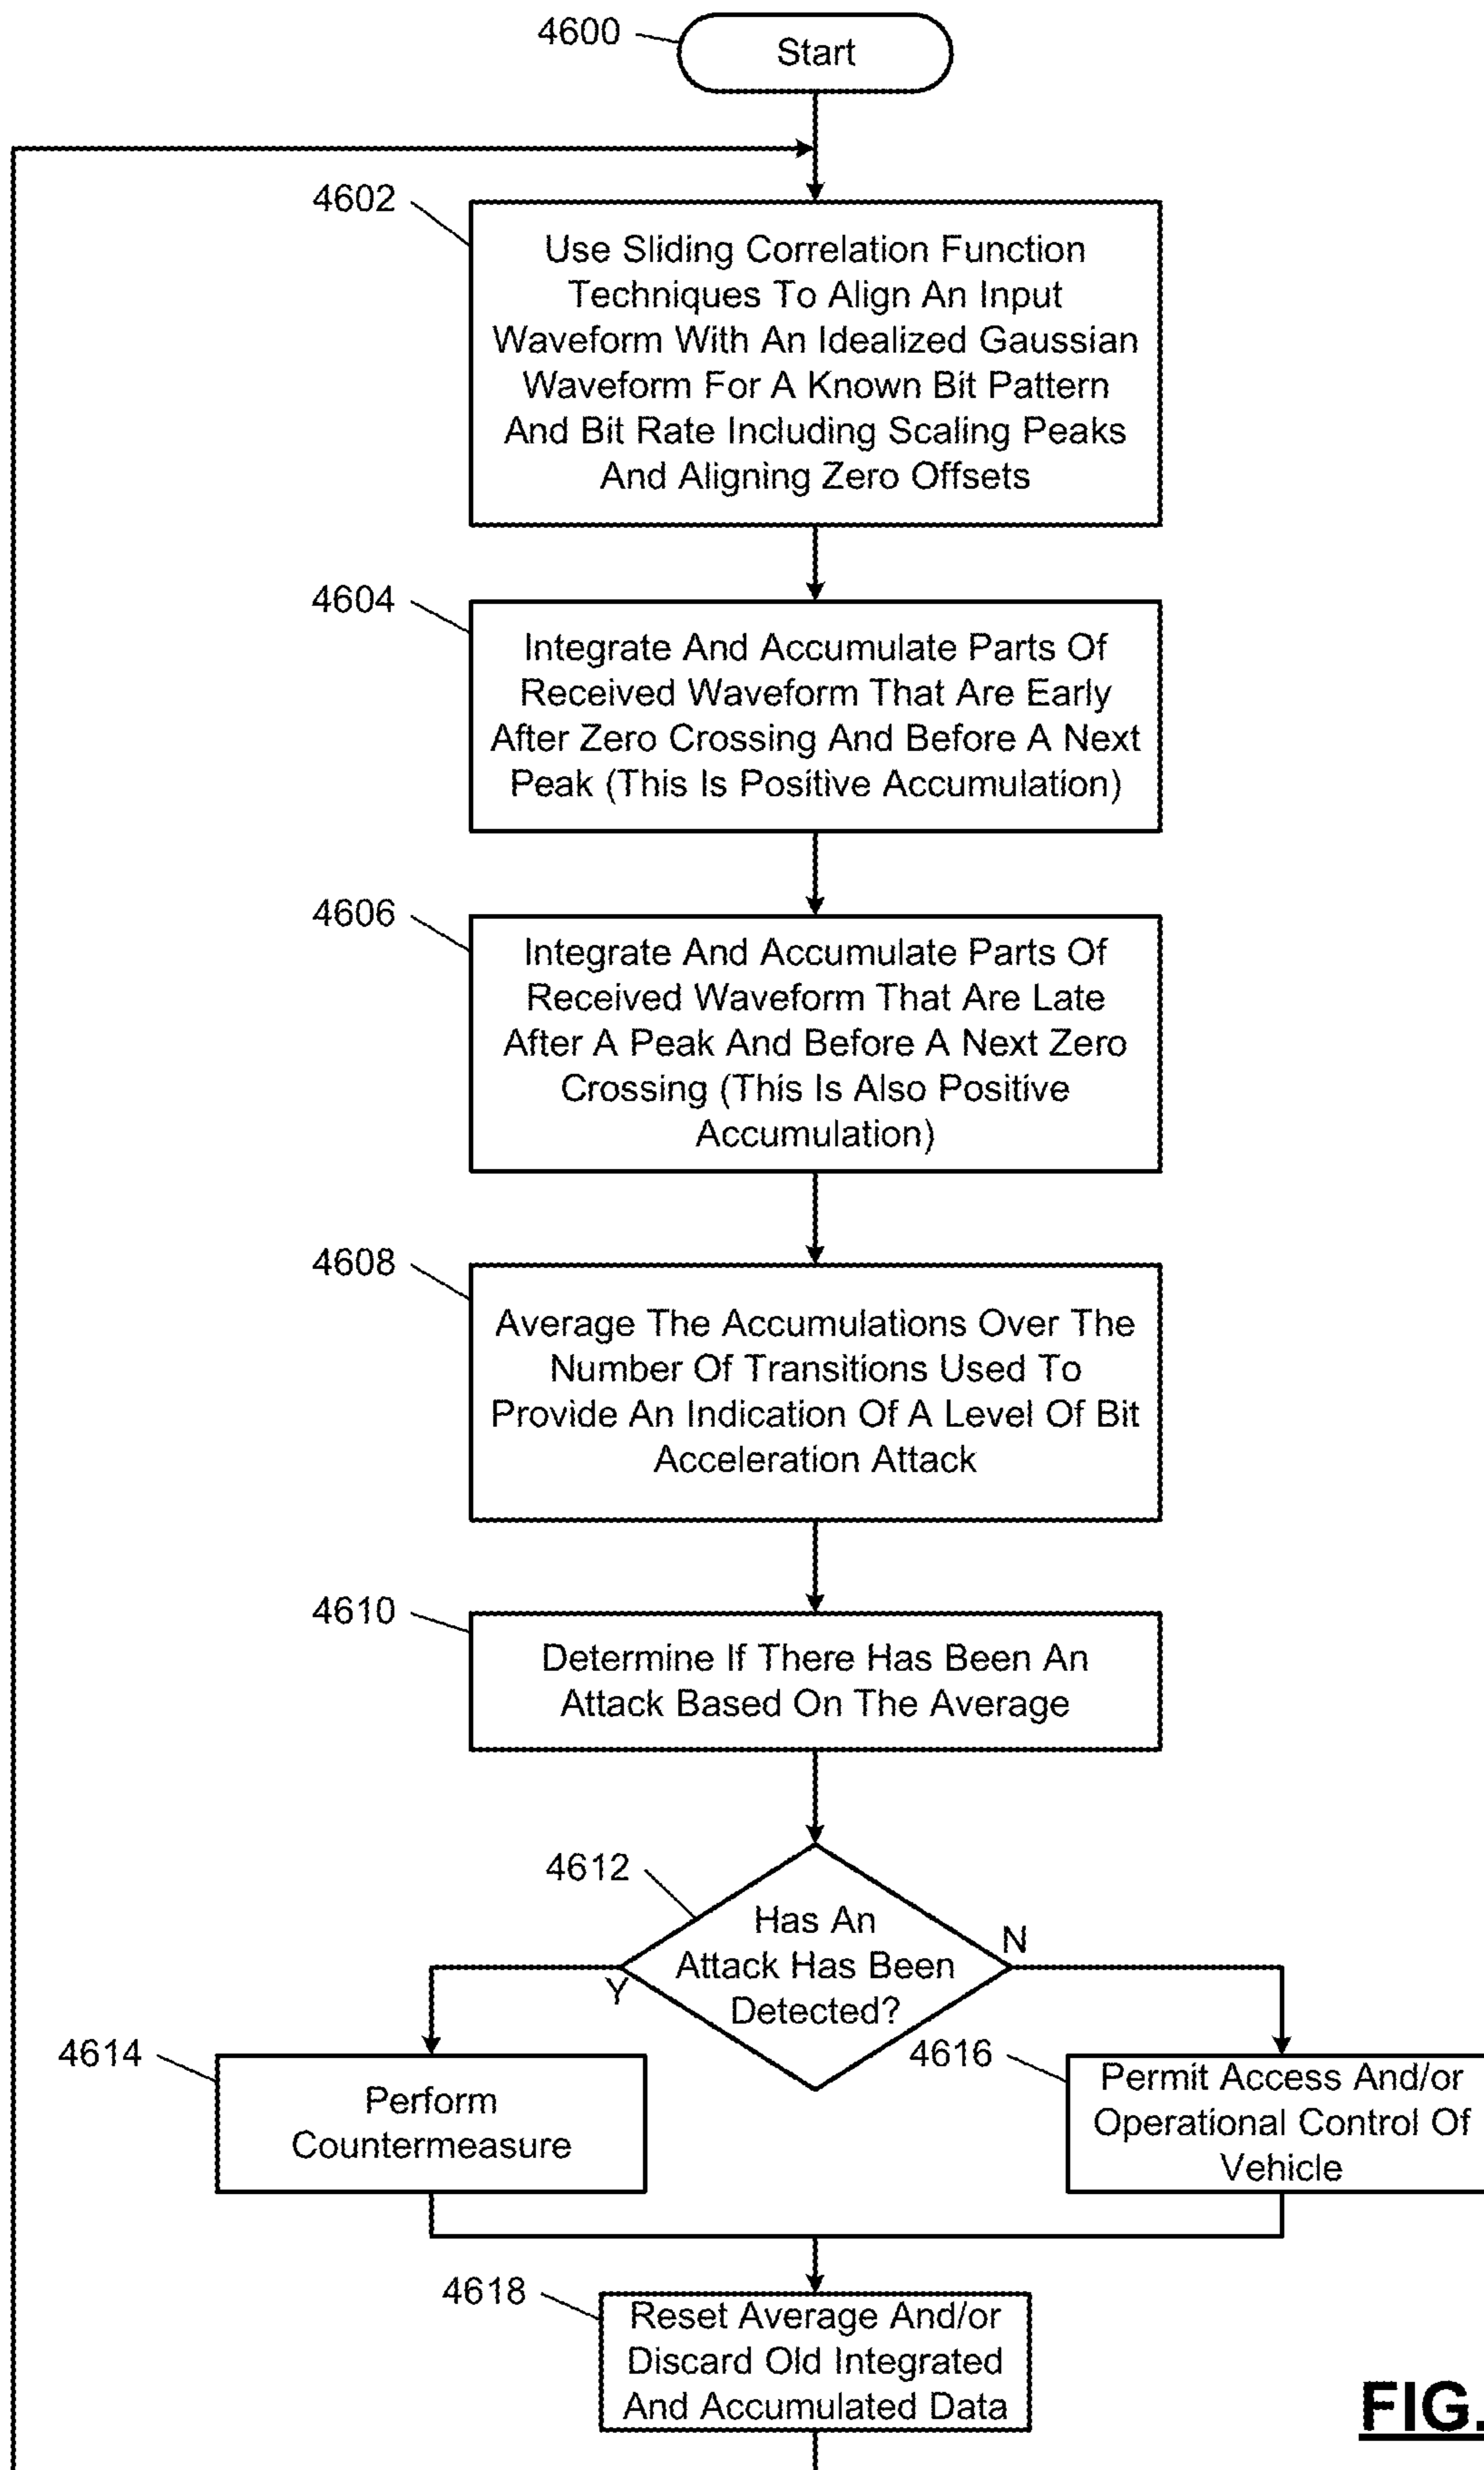 4600
Start
4602
Use Sliding Correlation Function
Techniques To Align An Input
Waveform With An Idealized Gaussian
Waveform For A Known Bit Pattern
And Bit Rate Including Scaling Peaks
And Aligning Zero Offsets
4604
Integrate And Accumulate Parts Of
Received Waveform That Are Early
After Zero Crossing And Before A Next
Peak (This Is Positive Accumulation)
4606
Integrate And Accumulate Parts Of
Received Waveform That Are Late
After A Peak And Before A Next Zero
Crossing (This Is Also Positive
Accumulation)
4608
Average The Accumulations Over The
Number Of Transitions Used To
Provide An Indication Of A Level Of Bit
Acceleration Attack
4610
Determine If There Has Been An
Attack Based On The Average
4612
Has An
Attack Has Been
Detected?
Y
N
4614
Perform
Countermeasure
4616
Permit Access And/or
Operational Control Of
Vehicle
4618
Reset Average And/or
Discard Old Integrated
And Accumulated Data
FIG.